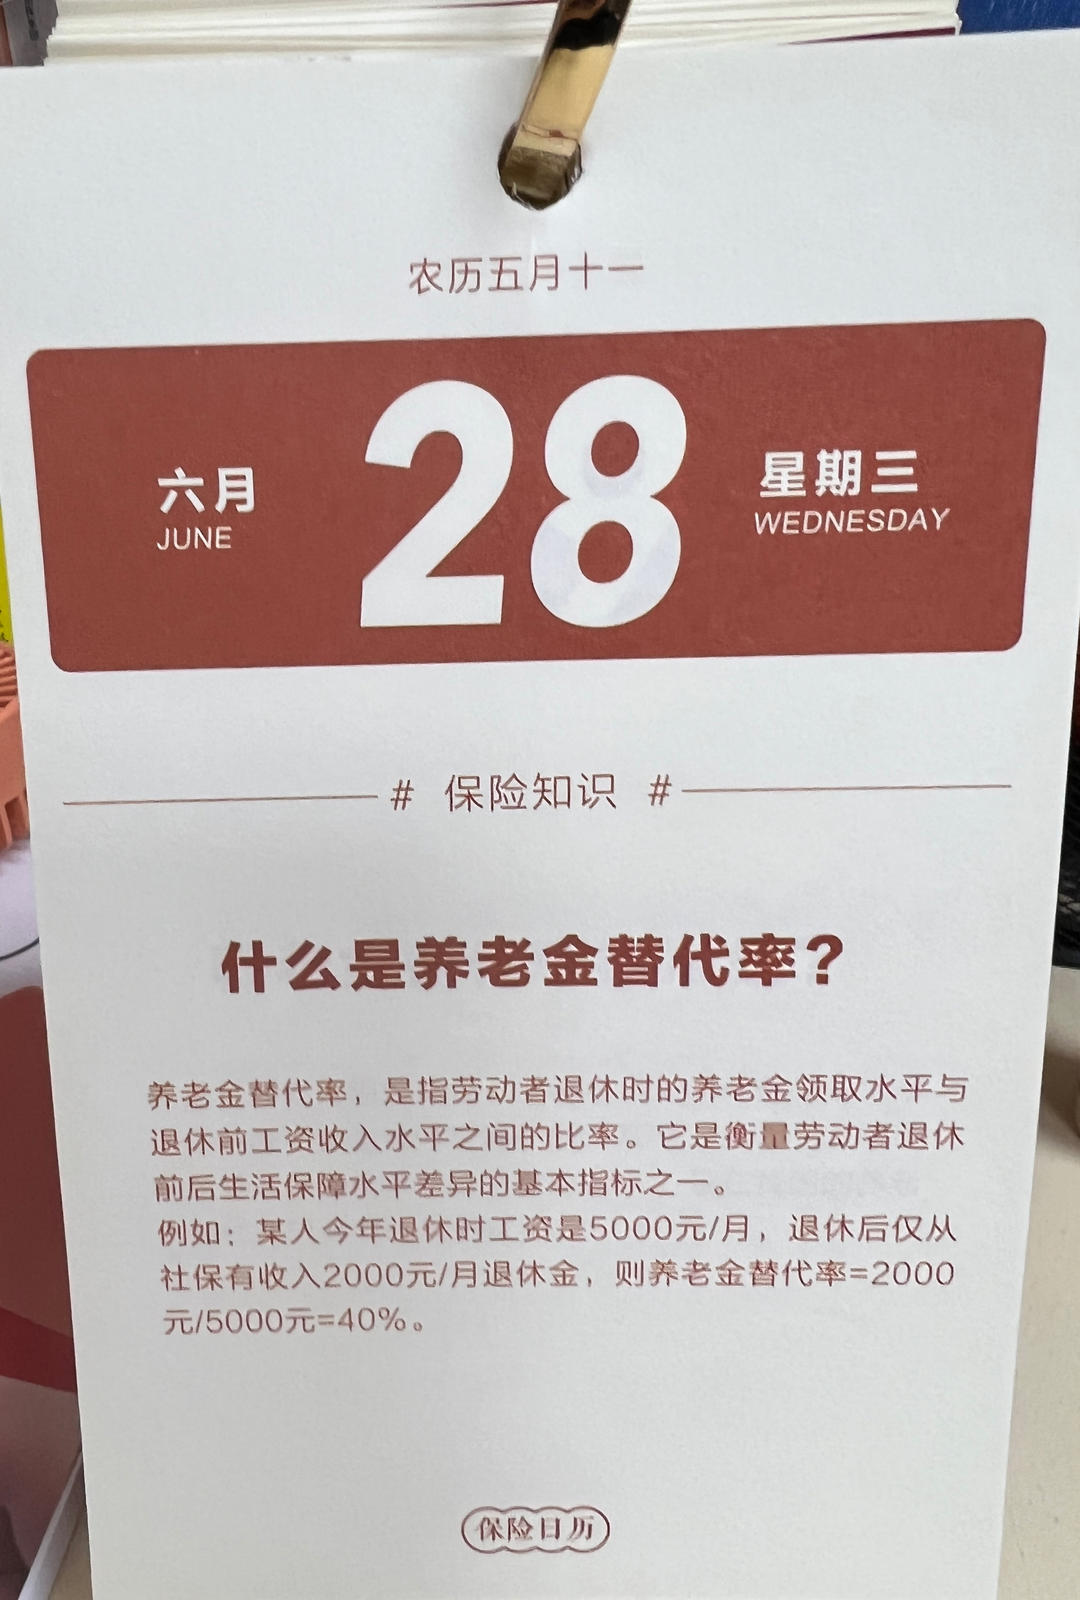 农历五月十一
六月
JUNE
28
星期三
WEDNESDAY
# 保险知识 #
什么是养老金替代率?
养老金替代率，是指劳动者退休时的养老金领取水平与
退休前工资收入水平之间的比率。它是衡量劳动者退休
前后生活保障水平差异的基本指标之一。
例如：某人今年退休时工资是5000元/月，退休后仅从
社保有收入2000元/月退休金，则养老金替代率=2000
元/5000元=40%。
保险日历